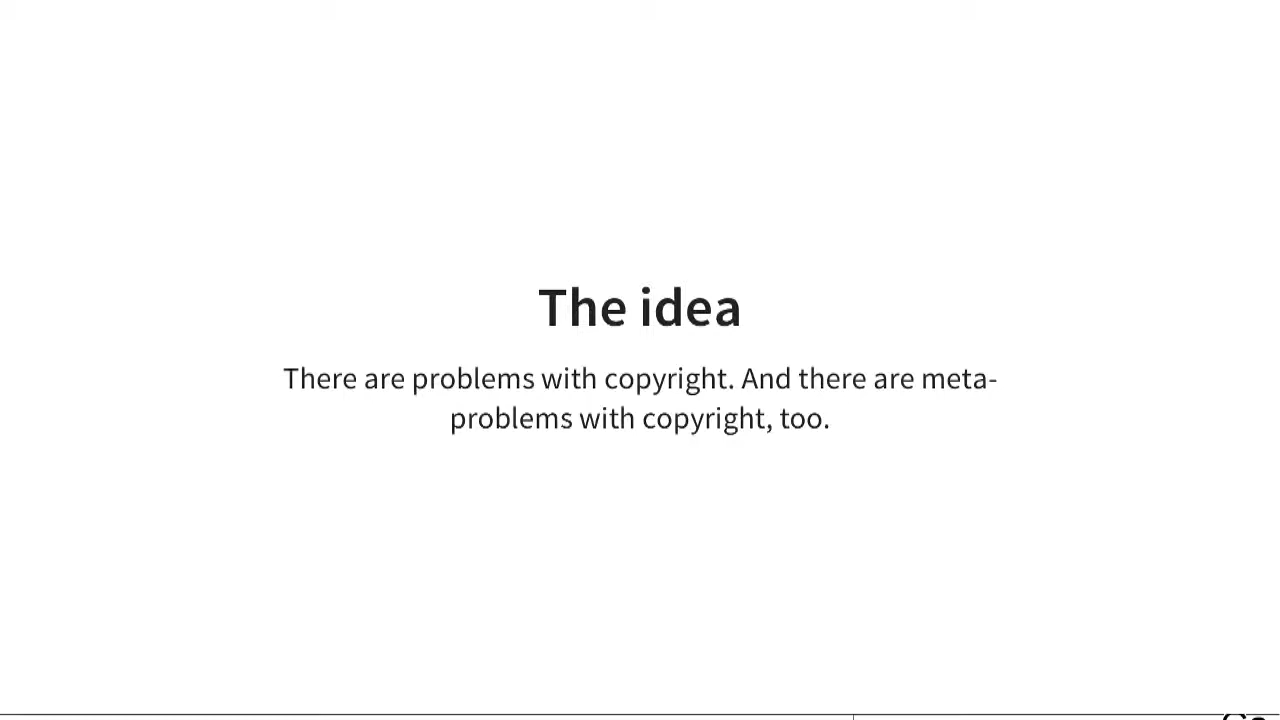 The idea
There are problems with copyright. And there are meta-
problems with copyright, too.